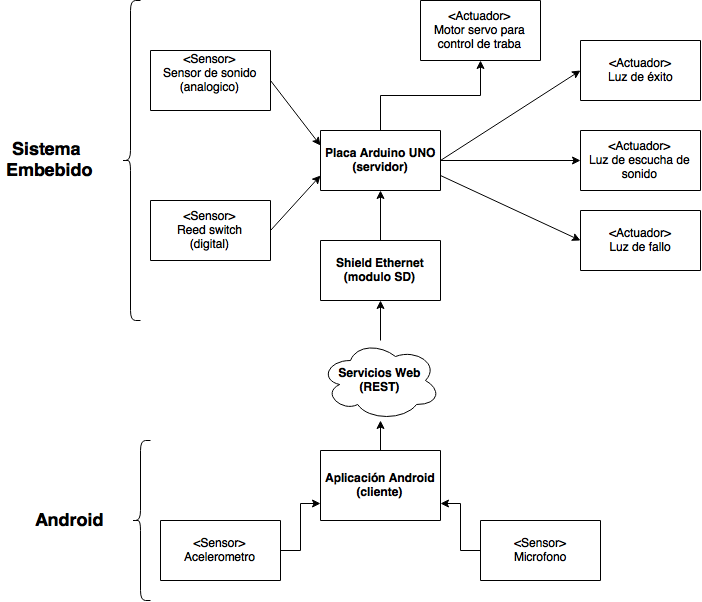 <Actuador>
Motor servo para
control de traba
<Sensor>
Sensor de sonido
(analogico)
<Actuador>
Luz de éxito
Sistema
Embebido
Placa Arduino UNO
(servidor)
<Actuador>
Luz de escucha de
sonido
<Sensor>
Reed switch
(digital)
<Actuador>
Luz de fallo
Shield Ethernet
(modulo SD)
Servicios Web
(REST)
Aplicación Android
(cliente)
Android
<Sensor>
Acelerometro
<Sensor>
Microfono